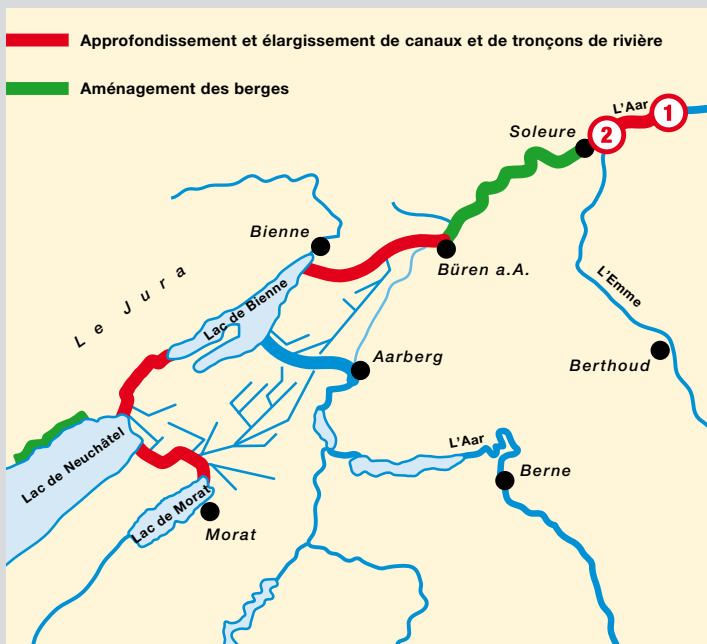 Approfondissement et élargissement de canaux et de tronçons de rivière
Aménagement des berges
L'Aar
1
2
Soleure
Bienne
Büren a.A.
L'Emme
Le Jura
Lac de Bienne
Aarberg
Berthoud
Lac de Neuchâtel
L'Aar
Berne
Lac de Morat
Morat